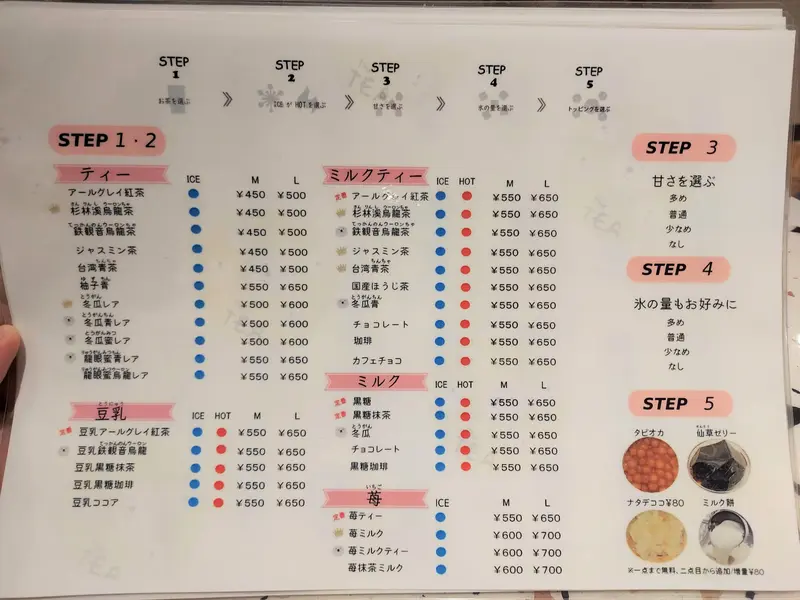 STEP 1
お茶を選ぶ
STEP 2
ICE か HOTを選ぶ
STEP 3
甘さを選ぶ
STEP 4
氷の量を選ぶ
STEP 5
トッピングを選ぶ
STEP 1・2
ティー ICE M L
アールグレイ紅茶 ¥450 ¥500
杉林渓烏龍茶 ¥450 ¥500
鉄観音烏龍茶 ¥450 ¥500
ジャスミン茶 ¥450 ¥500
台湾青茶 ¥450 ¥500
柚子青 ¥550 ¥650
冬瓜レア ¥500 ¥600
冬瓜青レア ¥500 ¥600
冬瓜蜜レア ¥500 ¥600
龍眼蜜青レア ¥550 ¥650
龍眼蜜烏龍レア ¥550 ¥650
豆乳 ICE HOT M L
定番 豆乳アールグレイ紅茶 ¥550 ¥650
豆乳鉄観音烏龍 ¥550 ¥650
豆乳黒糖抹茶 ¥550 ¥650
豆乳黒糖珈琲 ¥550 ¥650
豆乳ココア ¥550 ¥650
ミルクティー ICE HOT M L
定番 アールグレイ紅茶 ¥550 ¥650
杉林渓烏龍茶 ¥550 ¥650
鉄観音烏龍茶 ¥550 ¥650
ジャスミン茶 ¥550 ¥650
台湾青茶 ¥550 ¥650
国産ほうじ茶 ¥550 ¥650
冬瓜青 ¥550 ¥650
チョコレート ¥550 ¥650
珈琲 ¥550 ¥650
カフェチョコ ¥550 ¥650
ミルク ICE HOT M L
定番 黒糖 ¥550 ¥650
定番 黒糖抹茶 ¥550 ¥650
冬瓜 ¥550 ¥650
チョコレート ¥550 ¥650
黒糖珈琲 ¥550 ¥650
苺 ICE M L
定番 苺ティー ¥550 ¥650
苺ミルク ¥600 ¥700
苺ミルクティー ¥600 ¥700
苺抹茶ミルク ¥600 ¥700
STEP 3
甘さを選ぶ
多め
普通
少なめ
なし
STEP 4
氷の量もお好みに
多め
普通
少なめ
なし
STEP 5
タピオカ 仙草ゼリー
ナタデココ¥80 ミルク餅
※一点まで無料、二点目から追加/増量¥80